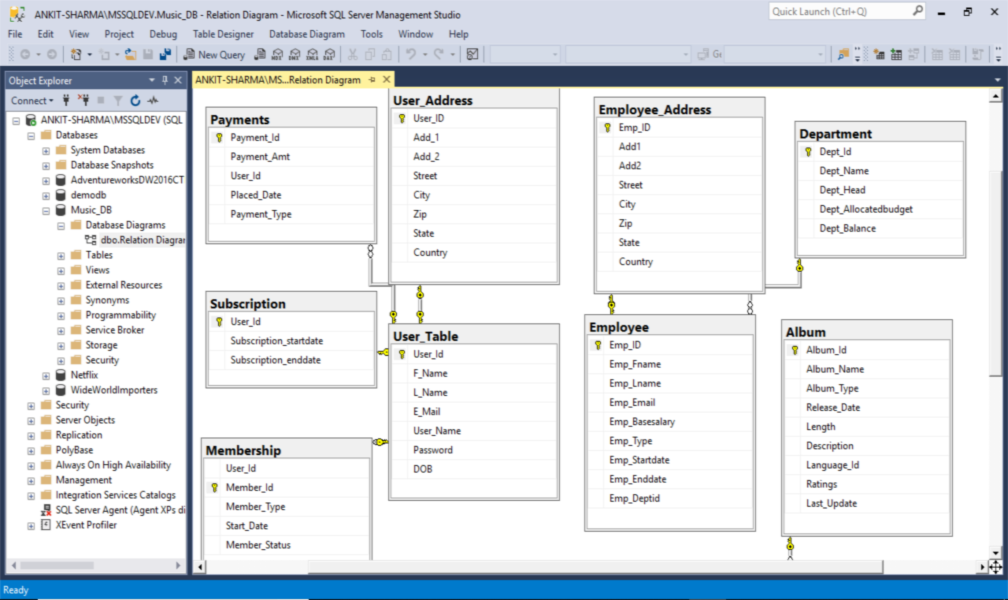 ANKIT-SHARMA\MSSQLDEV.Music_DB - Relation Diagram - Microsoft SQL Server Management Studio
Quick Launch (Ctrl+Q)
File Edit View Project Debug Table Designer Database Diagram Tools Window Help
New Query
Object Explorer
Connect
ANKIT-SHARMA\MSSQLDEV (SQL
Databases
System Databases
Database Snapshots
AdventureworksDW2016CT
demodb
Music_DB
Database Diagrams
dbo.Relation Diagrar
Tables
Views
External Resources
Synonyms
Programmability
Service Broker
Storage
Security
Netflix
WideWorldImporters
Security
Server Objects
Replication
PolyBase
Always On High Availability
Management
Integration Services Catalogs
SQL Server Agent (Agent XPs di
XEvent Profiler
ANKIT-SHARMA\MS...Relation Diagram
Payments
Payment_Id
Payment_Amt
User_Id
Placed_Date
Payment_Type
Subscription
User_Id
Subscription_startdate
Subscription_enddate
Membership
User_Id
Member_Id
Member_Type
Start_Date
Member_Status
User_Address
User_ID
Add_1
Add_2
Street
City
Zip
State
Country
User_Table
User_Id
F_Name
L_Name
E_Mail
User_Name
Password
DOB
Employee_Address
Emp_ID
Add1
Add2
Street
City
Zip
State
Country
Employee
Emp_ID
Emp_Fname
Emp_Lname
Emp_Email
Emp_Basesalary
Emp_Type
Emp_Startdate
Emp_Enddate
Emp_Deptid
Department
Dept_Id
Dept_Name
Dept_Head
Dept_Allocatedbudget
Dept_Balance
Album
Album_Id
Album_Name
Album_Type
Release_Date
Length
Description
Language_Id
Ratings
Last_Update
Ready